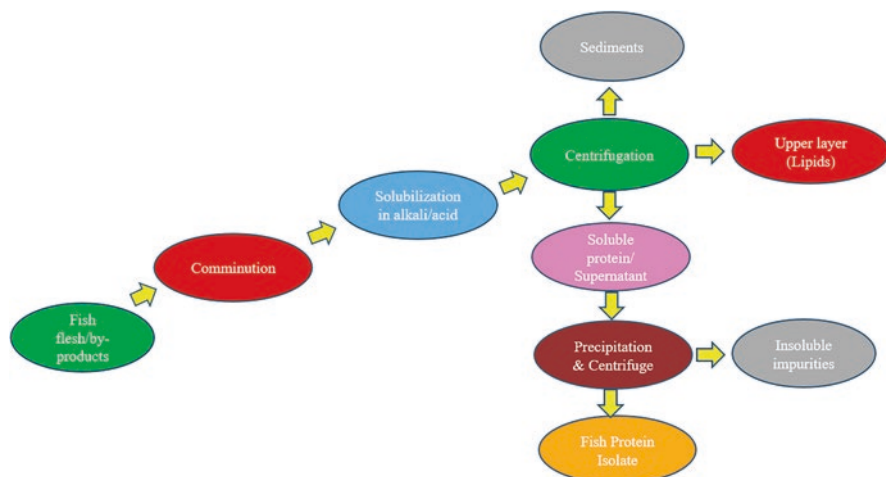 Sediments
Centrifugation
Upper layer
(Lipids)
Solubilization
in alkali/acid
Soluble
protein/
Supernatant
Comminution
Fish
flesh/by-
products
Precipitation
& Centrifuge
Insoluble
impurities
Fish Protein
Isolate